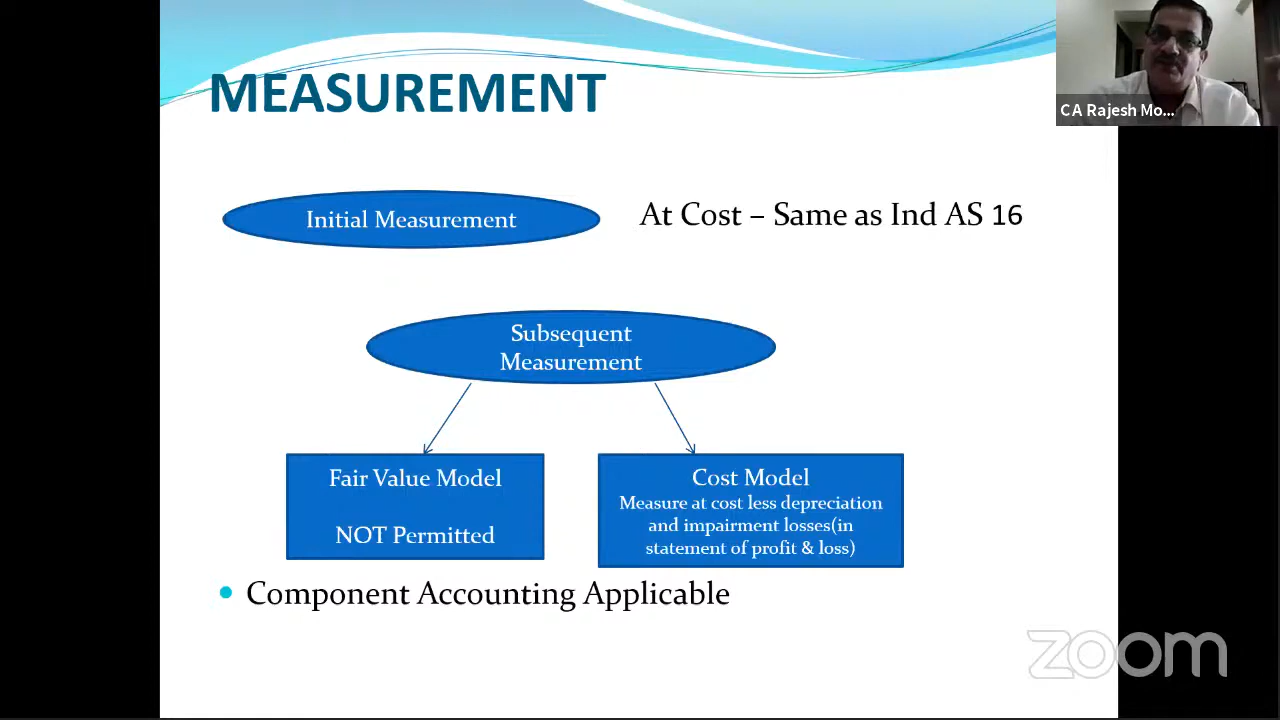 MEASUREMENT
CA Rajesh Mo...
Initial Measurement
At Cost – Same as Ind AS 16
Subsequent
Measurement
Fair Value Model
NOT Permitted
Cost Model
Measure at cost less depreciation
and impairment losses(in
statement of profit & loss)
• Component Accounting Applicable
zoom